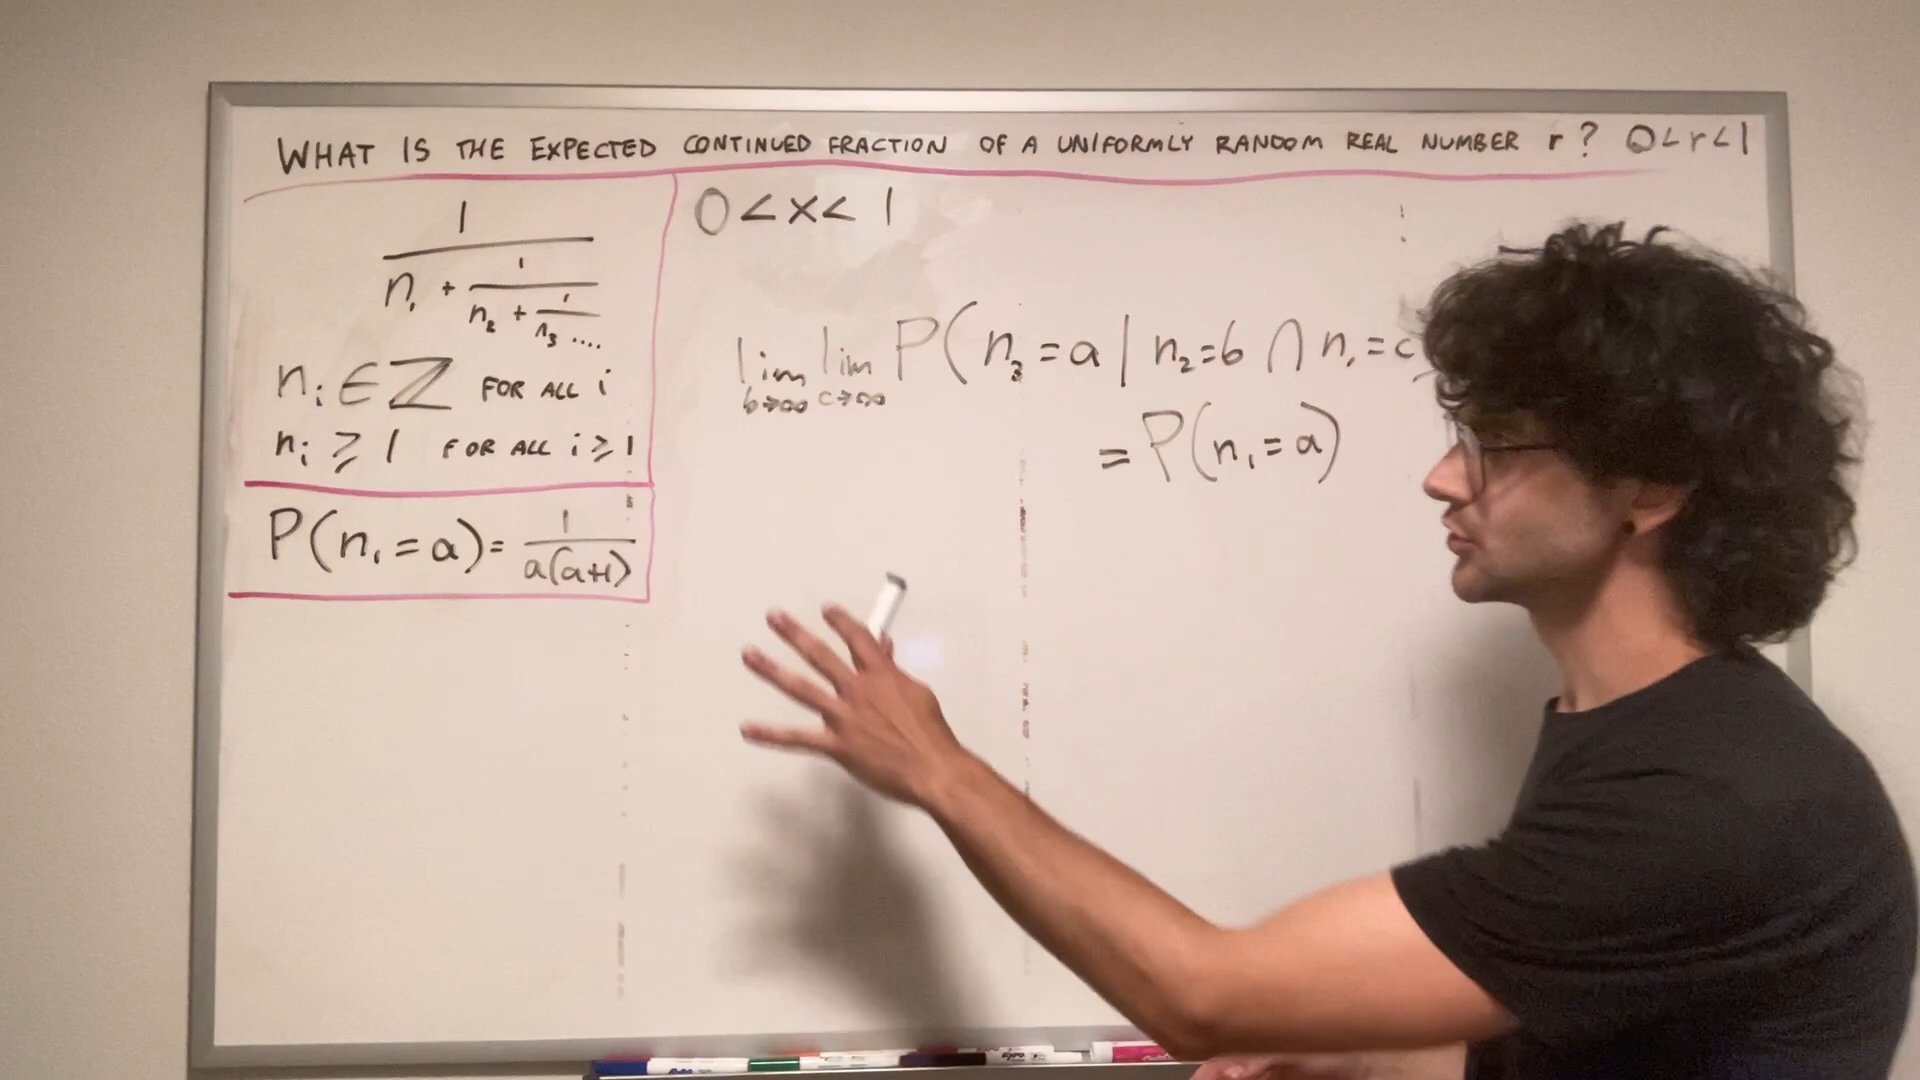 WHAT IS THE EXPECTED CONTINUED FRACTION OF A UNIFORMLY RANDOM REAL NUMBER r? 0<r<1
1
n₁ + 1
n₂ + 1
n₃ ....
nᵢ ∈ ℤ FOR ALL i
nᵢ ≥ 1 FOR ALL i ≥ 1
P(n₁ = a) = 1
a(a+1)
0 < x < 1
lim lim P(n₃ = a | n₂ = b ∩ n₁ = c
b→∞ c→∞
= P(n₁ = a)
EXPO